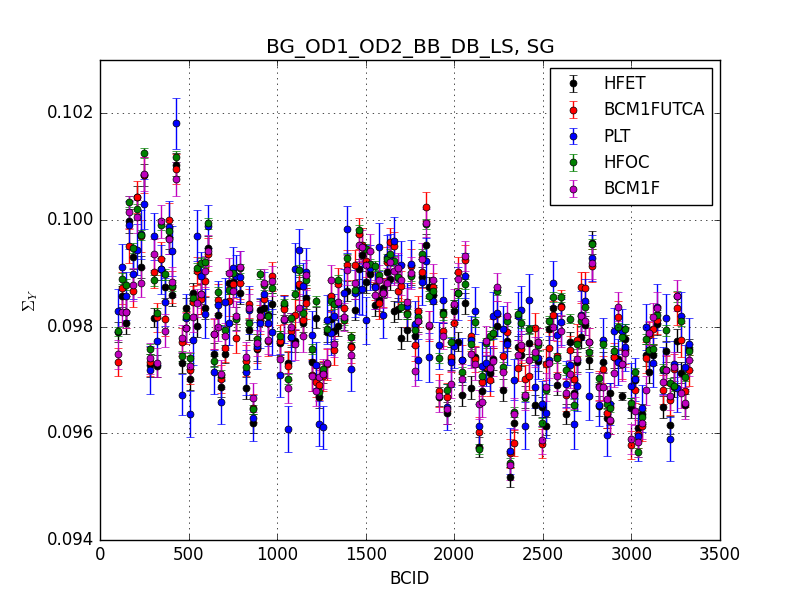 BG_OD1_OD2_BB_DB_LS, SG
HFET
BCM1FUTCA
PLT
HFOC
BCM1F
0.102
0.100
0.098
0.096
0.094
Σ_Y
0 500 1000 1500 2000 2500 3000 3500
BCID